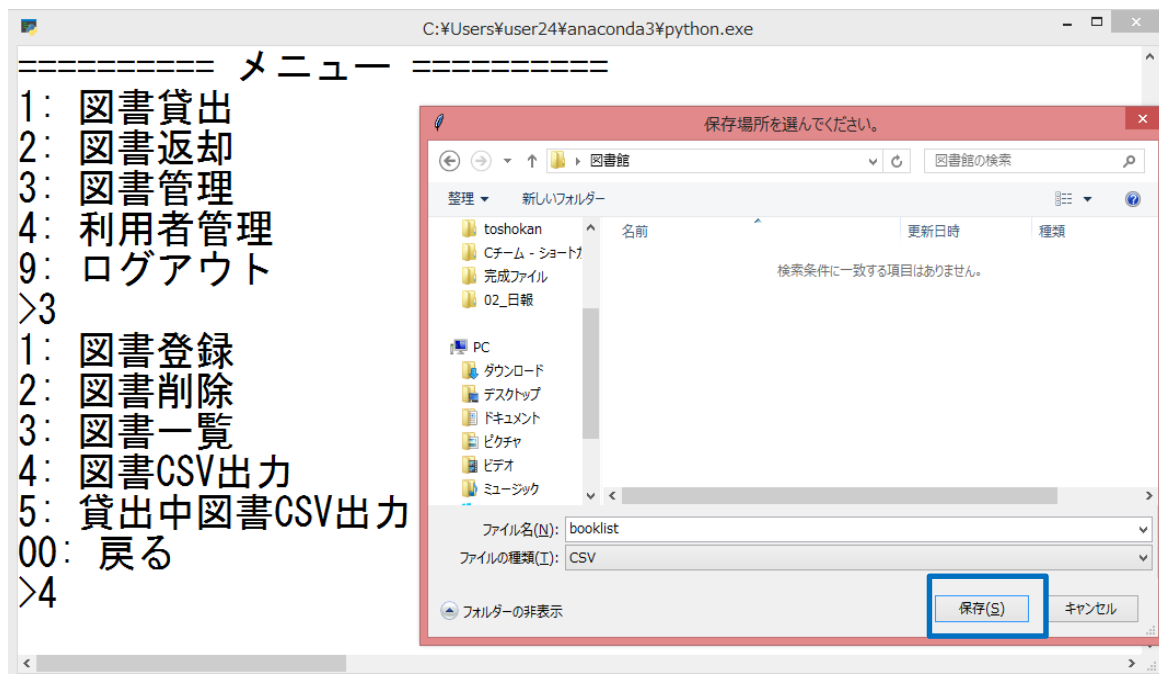 C:¥Users¥user24¥anaconda3¥python.exe
========== メニュー ==========
1: 図書貸出
2: 図書返却
3: 図書管理
4: 利用者管理
9: ログアウト
>3
1: 図書登録
2: 図書削除
3: 図書一覧
4: 図書CSV出力
5: 貸出中図書CSV出力
00: 戻る
>4
保存場所を選んでください。
図書館
図書館の検索
整理 新しいフォルダー
名前 更新日時 種類
検索条件に一致する項目はありません。
toshokan
Cチーム - ショートカ
完成ファイル
02_日報
PC
ダウンロード
デスクトップ
ドキュメント
ピクチャ
ビデオ
ミュージック
ファイル名(N): booklist
ファイルの種類(T): CSV
フォルダーの非表示 保存(S) キャンセル